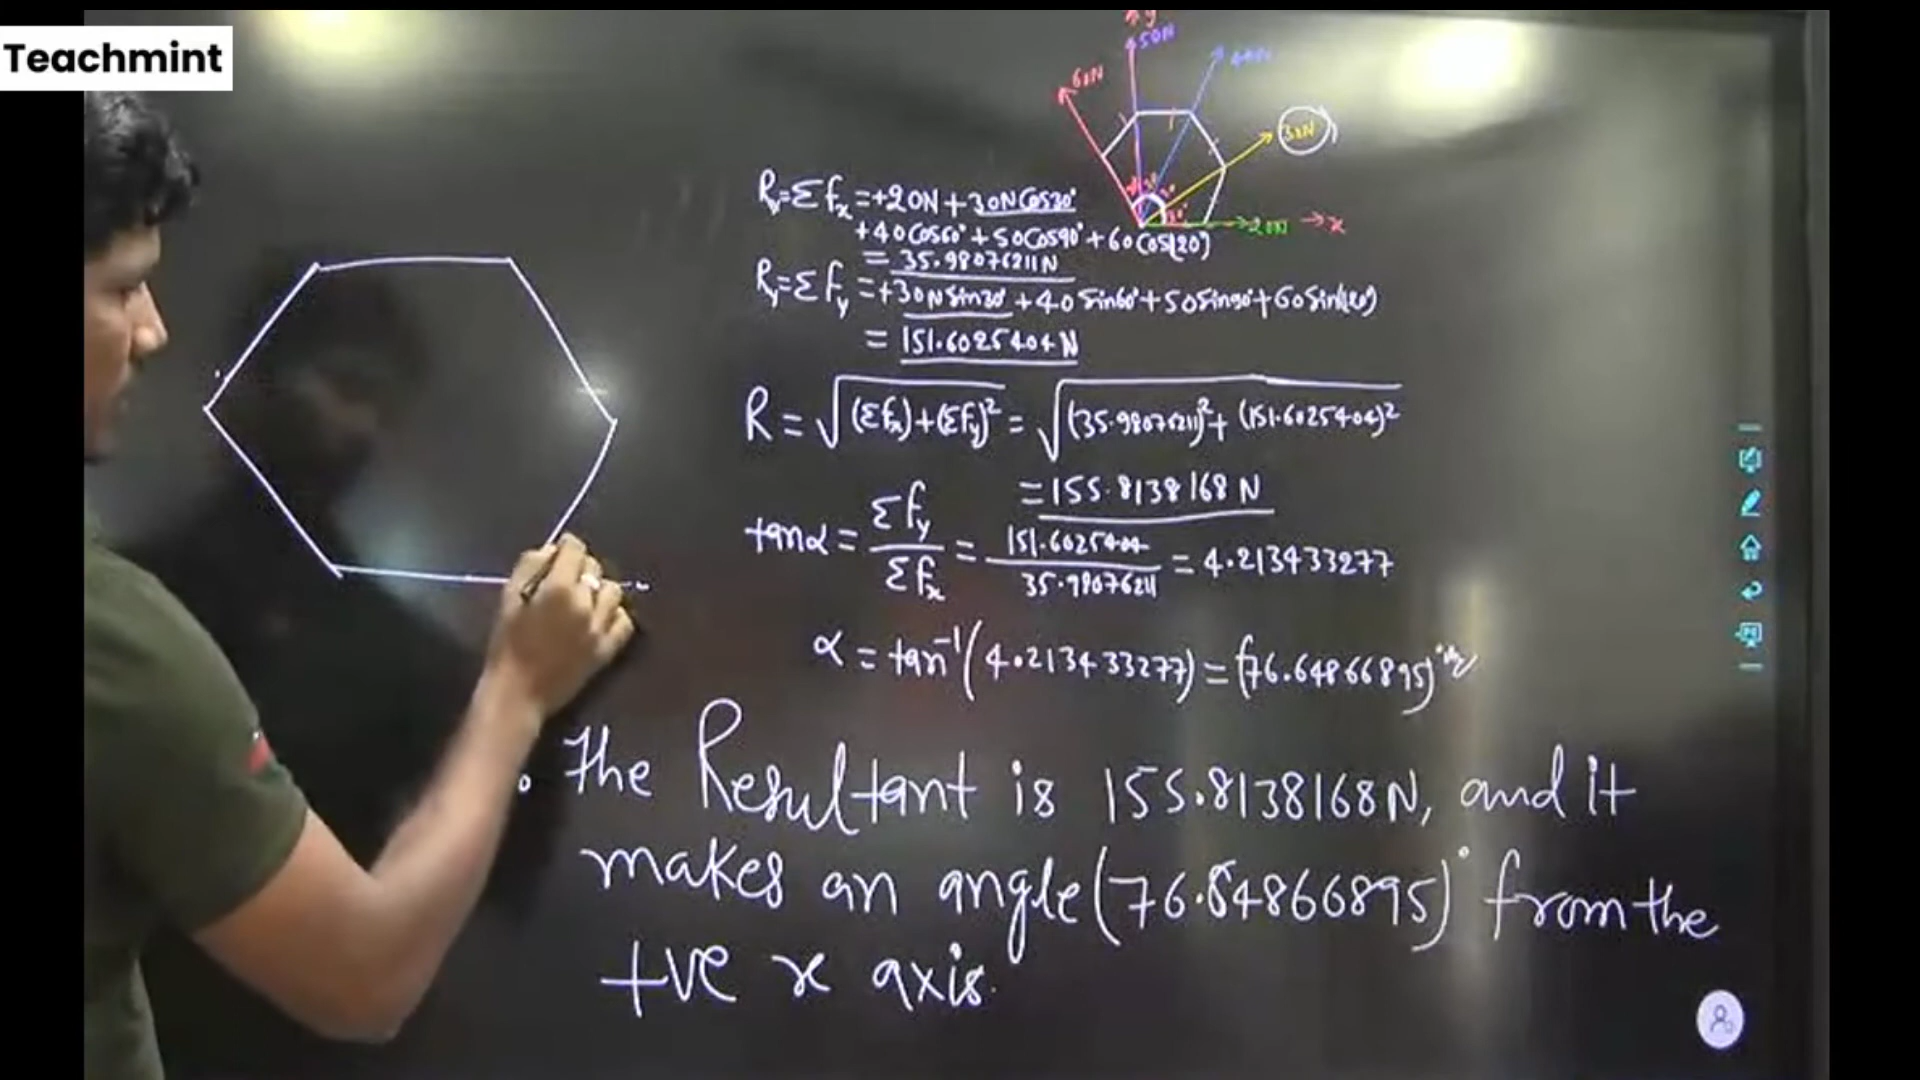 Teachmint
y
50N
40N
60N
30N
20N → x
Rx=Σfx=+20N+30NCos30°
+40Cos60°+50Cos90°+60Cos(120°)
= 35.98076211N
Ry=Σfy=+30NSin30°+40Sin60°+50Sin90°+60Sin(120°)
= 151.6025404N
R = √(Σfx)+(Σfy)² = √(35.98076211)²+(151.6025404)²
=155.8138168 N
tanα = Σfy/Σfx = 151.6025404/35.98076211 = 4.213433277
α = tan⁻¹(4.213433277) = (76.64866895)°
The Resultant is 155.8138168N, and it
makes an angle (76.64866895)° from the
+ve x axis.